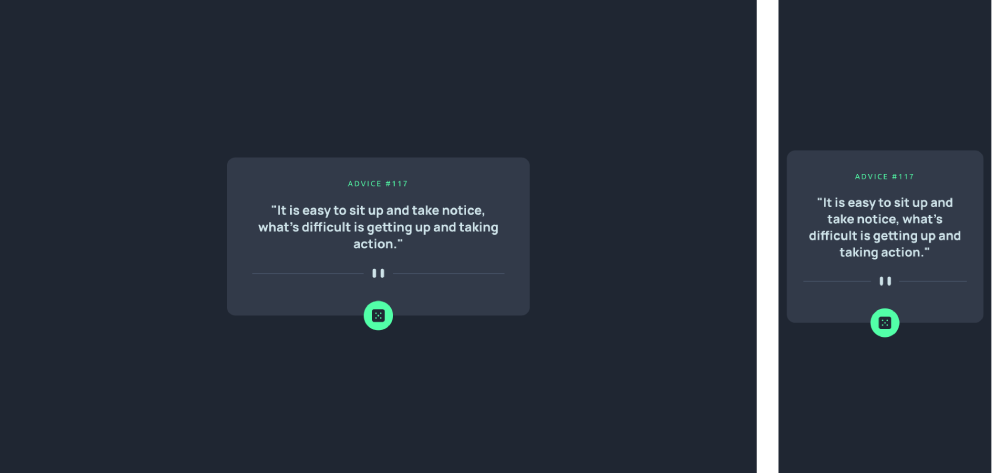 ADVICE #117
"It is easy to sit up and take notice,
what's difficult is getting up and taking
action."
ADVICE #117
"It is easy to sit up and
take notice, what's
difficult is getting up and
taking action."